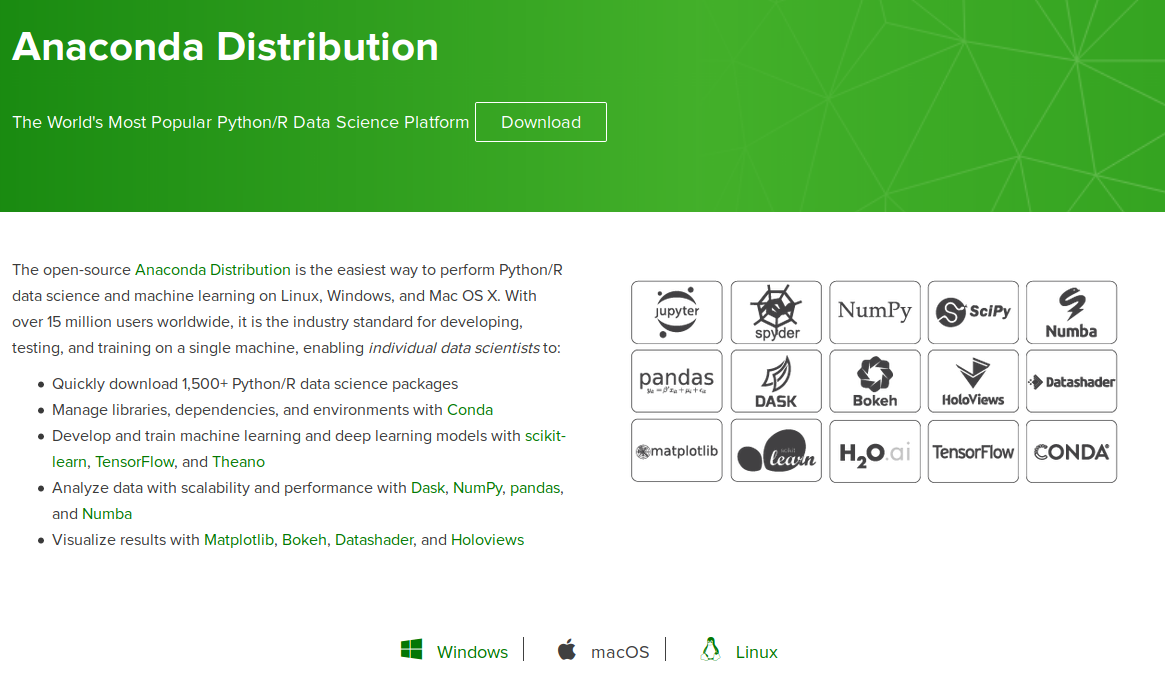 Anaconda Distribution
The World's Most Popular Python/R Data Science Platform Download
The open-source Anaconda Distribution is the easiest way to perform Python/R
data science and machine learning on Linux, Windows, and Mac OS X. With
over 15 million users worldwide, it is the industry standard for developing,
testing, and training on a single machine, enabling individual data scientists to:
• Quickly download 1,500+ Python/R data science packages
• Manage libraries, dependencies, and environments with Conda
• Develop and train machine learning and deep learning models with scikit-
learn, TensorFlow, and Theano
• Analyze data with scalability and performance with Dask, NumPy, pandas,
and Numba
• Visualize results with Matplotlib, Bokeh, Datashader, and Holoviews
jupyter spyder NumPy SciPy Numba
pandas DASK Bokeh HoloViews Datashader
matplotlib scikit learn H₂O.ai TensorFlow CONDA
Windows macOS Linux